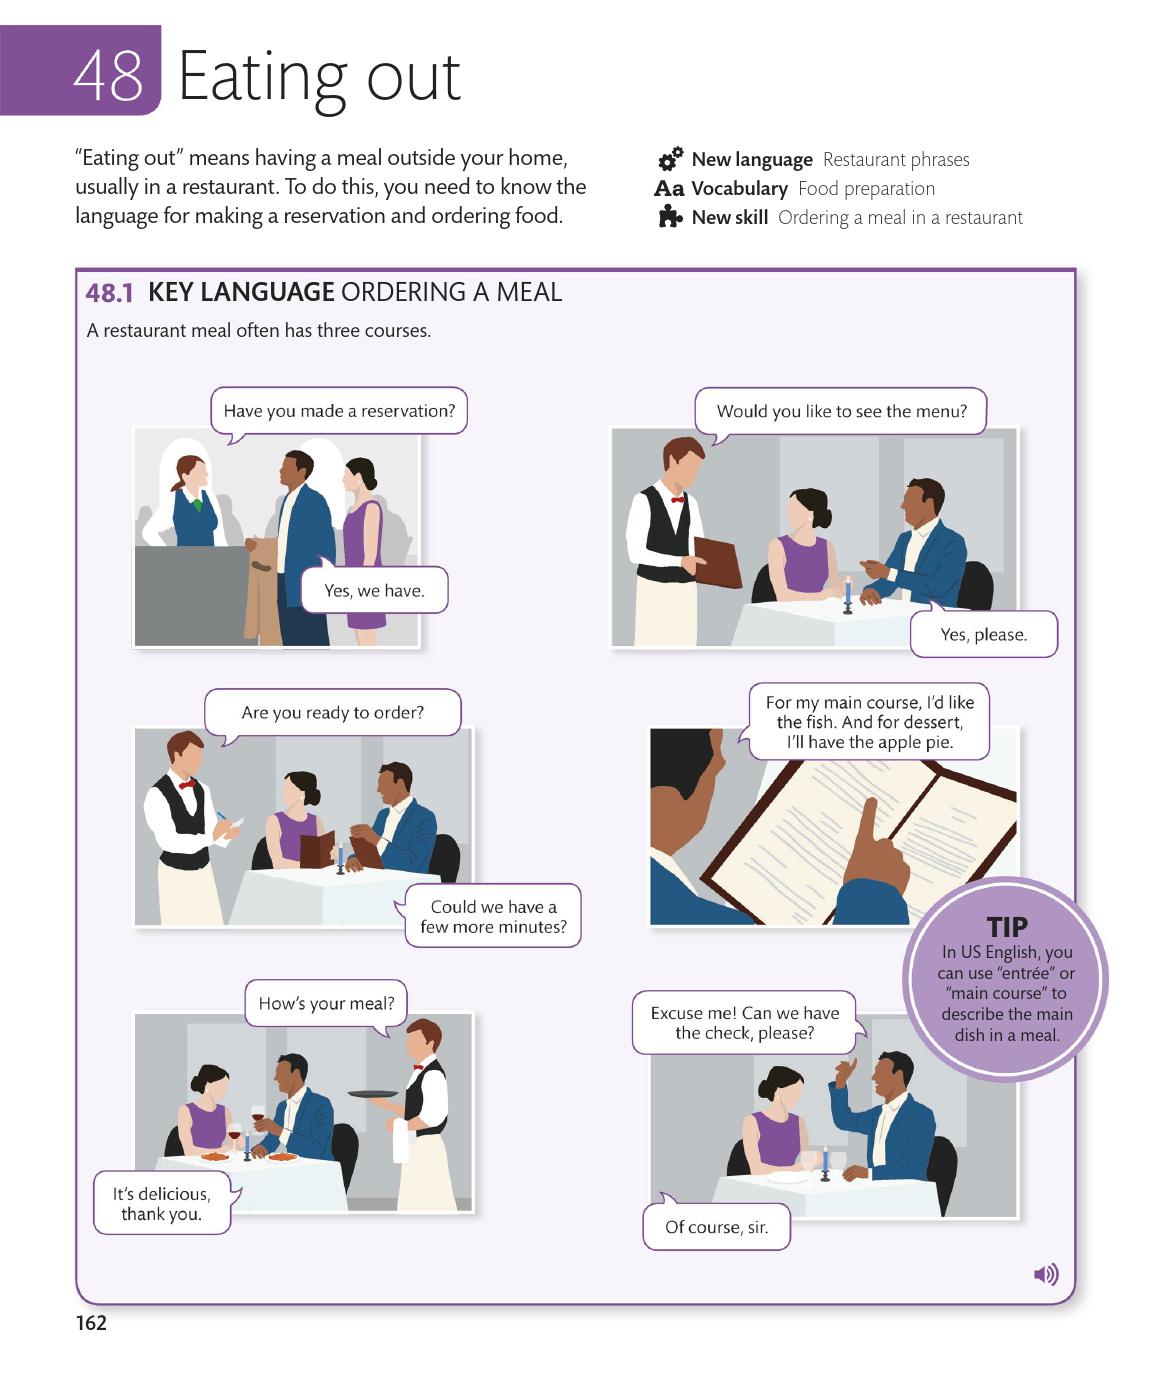 48 Eating out
“Eating out” means having a meal outside your home,
usually in a restaurant. To do this, you need to know the
language for making a reservation and ordering food.
New language Restaurant phrases
Aa Vocabulary Food preparation
New skill Ordering a meal in a restaurant
48.1 KEY LANGUAGE ORDERING A MEAL
A restaurant meal often has three courses.
Have you made a reservation?
Yes, we have.
Would you like to see the menu?
Yes, please.
Are you ready to order?
Could we have a
few more minutes?
For my main course, I’d like
the fish. And for dessert,
I’ll have the apple pie.
TIP
In US English, you
can use “entrée” or
“main course” to
describe the main
dish in a meal.
How’s your meal?
It’s delicious,
thank you.
Excuse me! Can we have
the check, please?
Of course, sir.
162